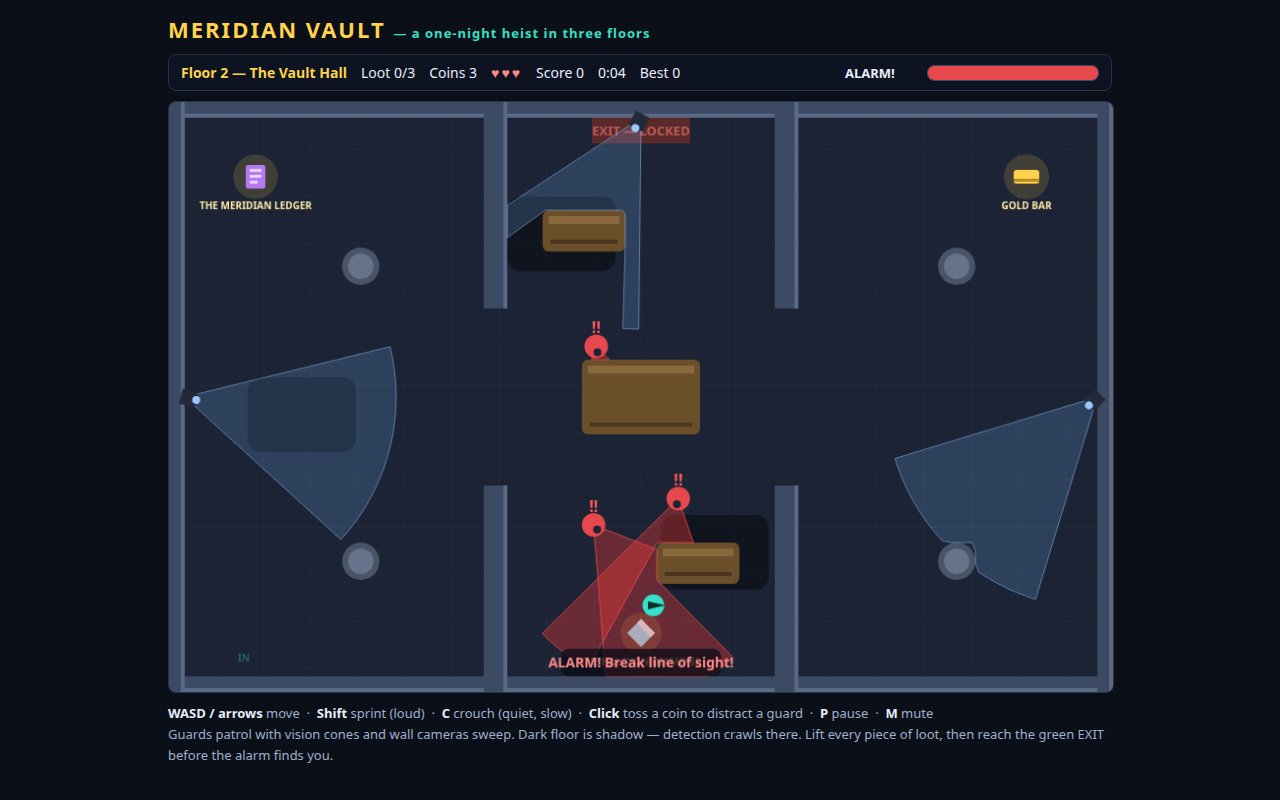 MERIDIAN VAULT — a one-night heist in three floors
Floor 2 — The Vault Hall Loot 0/3 Coins 3 ♥♥♥ Score 0 0:04 Best 0 ALARM!
EXIT — LOCKED
THE MERIDIAN LEDGER
GOLD BAR
!!
!!
!!
IN
ALARM! Break line of sight!
WASD / arrows move · Shift sprint (loud) · C crouch (quiet, slow) · Click toss a coin to distract a guard · P pause · M mute
Guards patrol with vision cones and wall cameras sweep. Dark floor is shadow — detection crawls there. Lift every piece of loot, then reach the green EXIT
before the alarm finds you.